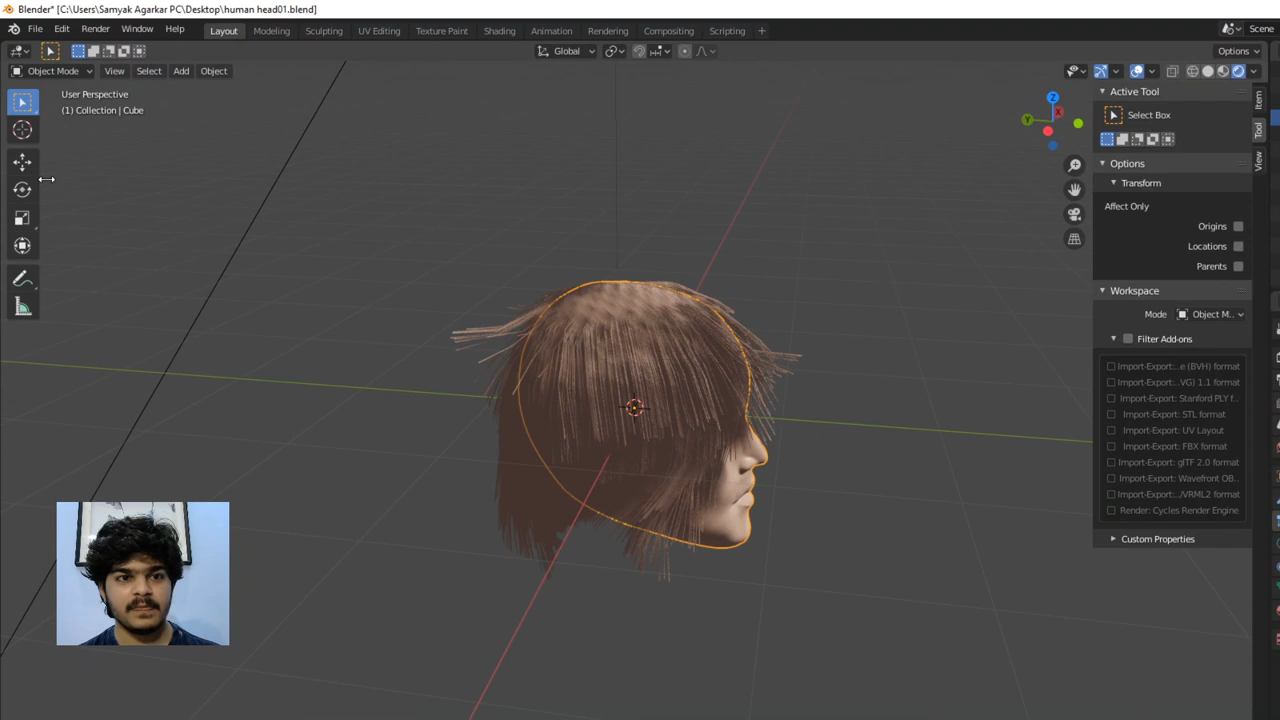 Blender* [C:\Users\Samyak Agarkar PC\Desktop\human head01.blend]
File Edit Render Window Help
Layout Modeling Sculpting UV Editing Texture Paint Shading Animation Rendering Compositing Scripting +
Scene
Global
Options
Object Mode View Select Add Object
User Perspective
(1) Collection | Cube
Z
X
Y
Item
Tool
View
Active Tool
Select Box
Options
Transform
Affect Only
Origins
Locations
Parents
Workspace
Mode Object M..
Filter Add-ons
Import-Export:..e (BVH) format
Import-Export:..VG) 1.1 format
Import-Export: Stanford PLY f..
Import-Export: STL format
Import-Export: UV Layout
Import-Export: FBX format
Import-Export: glTF 2.0 format
Import-Export: Wavefront OB..
Import-Export:../VRML2 format
Render: Cycles Render Engine
Custom Properties